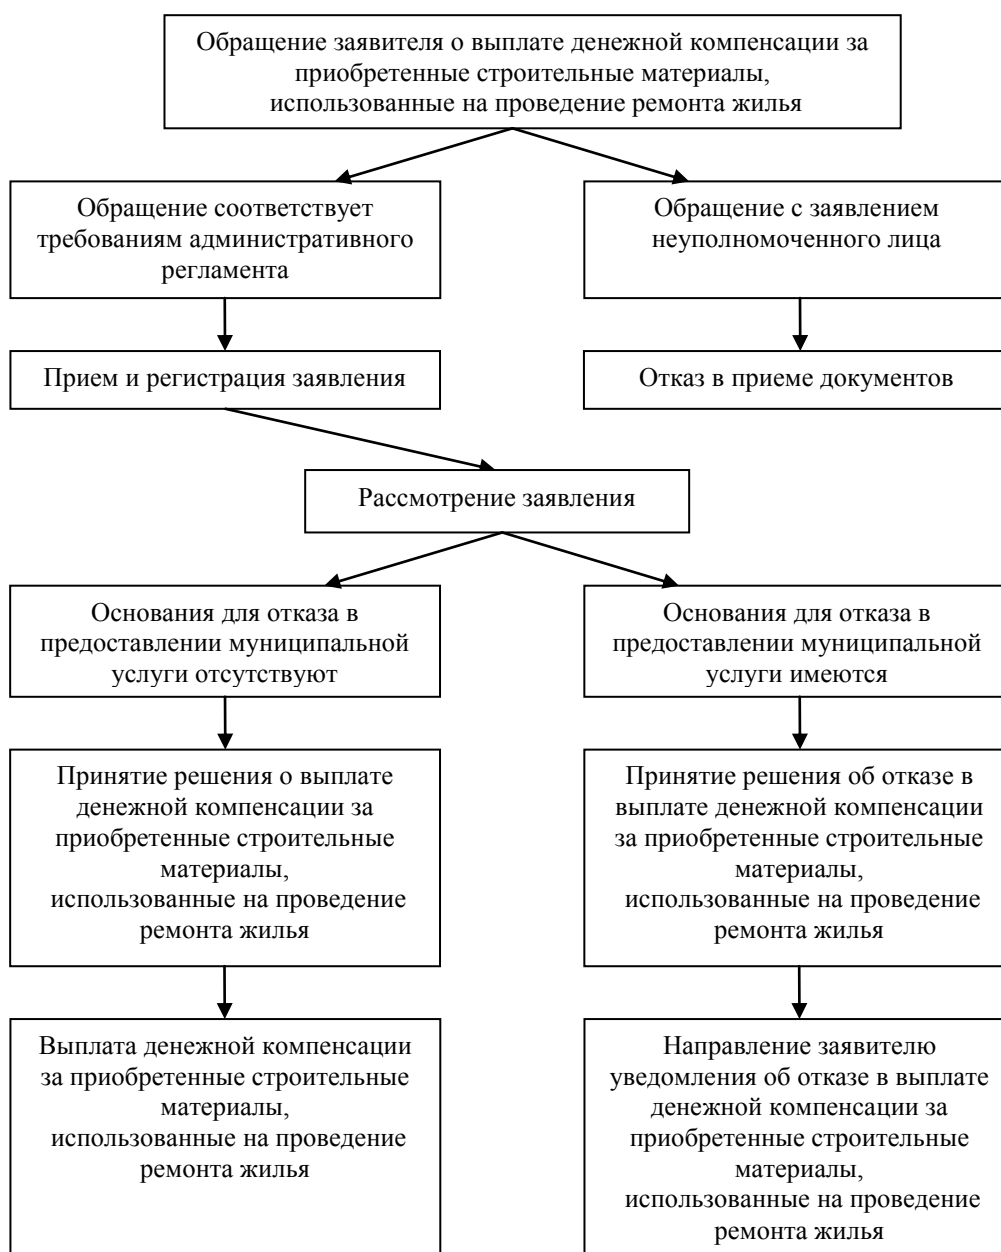 Обращение заявителя о выплате денежной компенсации за
приобретенные строительные материалы,
использованные на проведение ремонта жилья
Обращение соответствует
требованиям административного
регламента
Обращение с заявлением
неуполномоченного лица
Прием и регистрация заявления
Отказ в приеме документов
Рассмотрение заявления
Основания для отказа в
предоставлении муниципальной
услуги отсутствуют
Основания для отказа в
предоставлении муниципальной
услуги имеются
Принятие решения о выплате
денежной компенсации за
приобретенные строительные
материалы,
использованные на проведение
ремонта жилья
Принятие решения об отказе в
выплате денежной компенсации
за приобретенные строительные
материалы,
использованные на проведение
ремонта жилья
Выплата денежной компенсации
за приобретенные строительные
материалы,
использованные на проведение
ремонта жилья
Направление заявителю
уведомления об отказе в выплате
денежной компенсации за
приобретенные строительные
материалы,
использованные на проведение
ремонта жилья